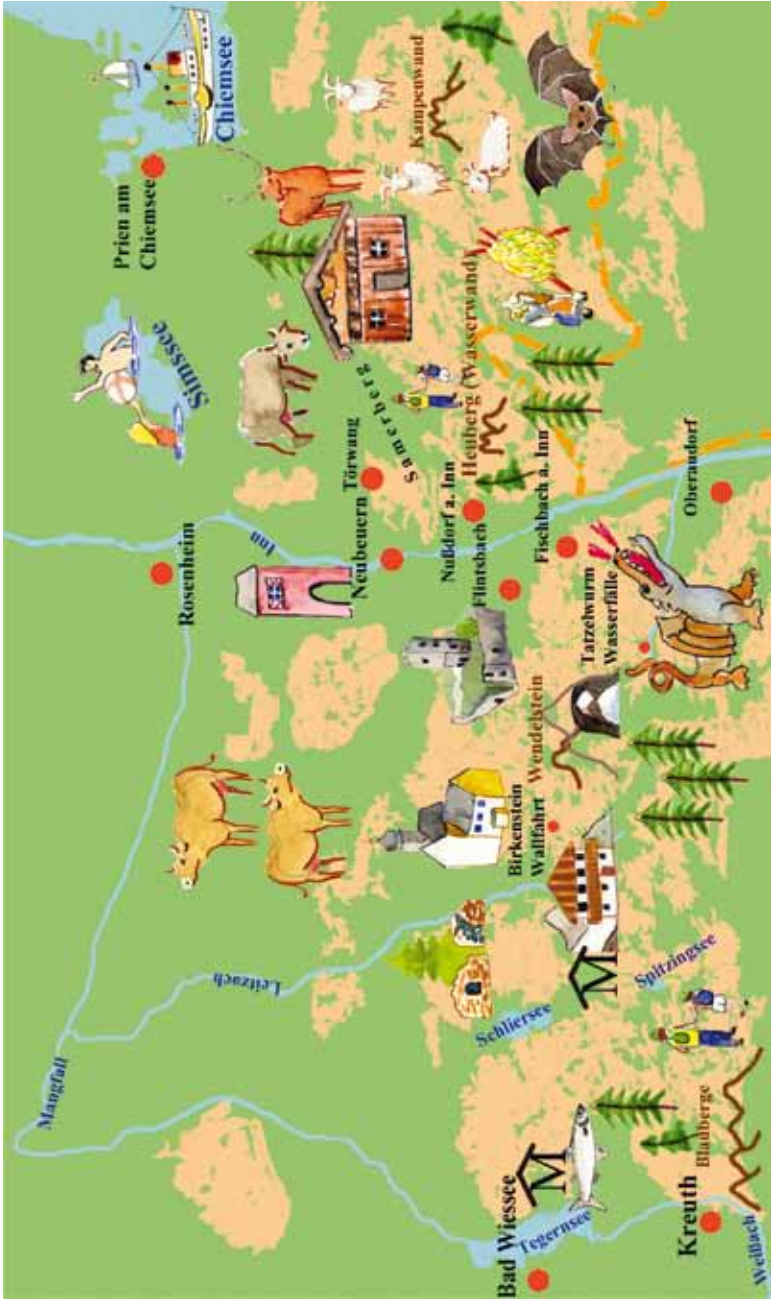 Mangfall
Prien am
Chiemsee
Rosenheim
Simssee
Chiemsee
Leitzach
Inn
Törwang
Neubeuern
Samerberg
Kampenwand
Nußdorf a. Inn
Heuberg (Wasserwand)
Flintsbach
Schliersee
Bad Wiessee
M
Tegernsee
Birkenstein
Wallfahrt
Wendelstein
Fischbach a. Inn
M
Tatzelwurm
Wasserfälle
Spitzingsee
Oberaudorf
Kreuth
Blauberge
Weißach